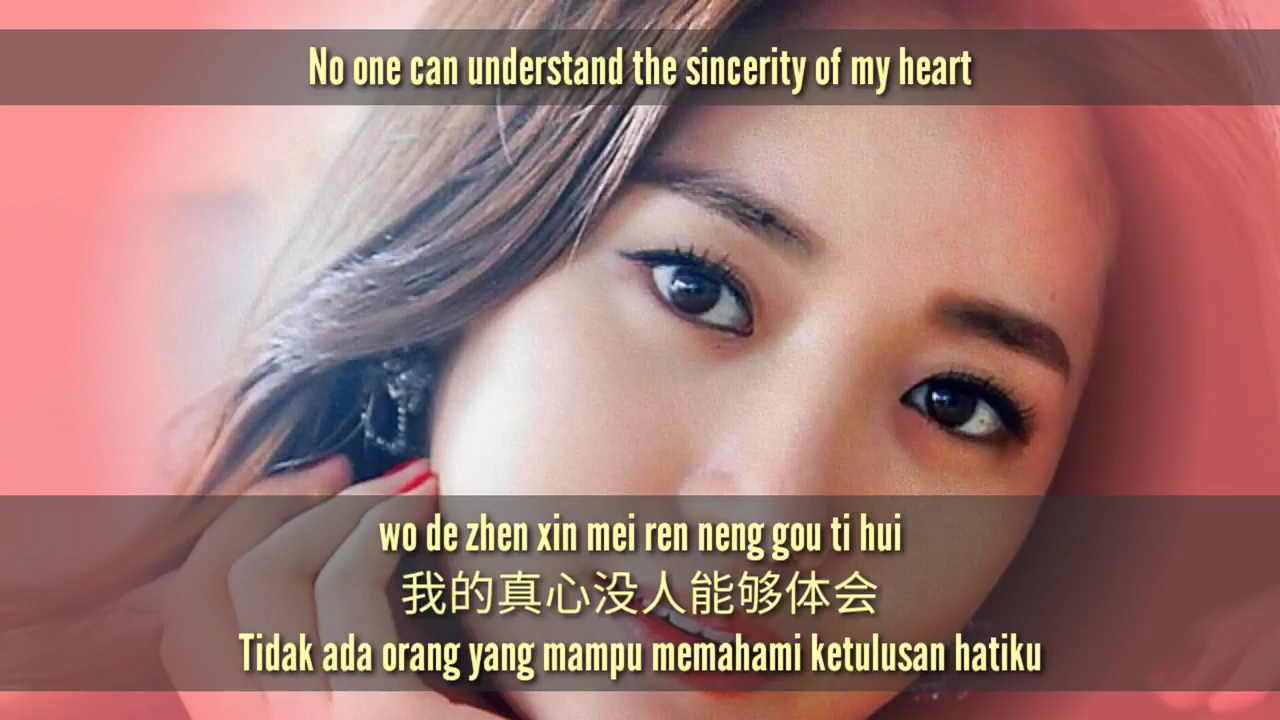 No one can understand the sincerity of my heart
wo de zhen xin mei ren neng gou ti hui
我的真心没人能够体会
Tidak ada orang yang mampu memahami ketulusan hatiku